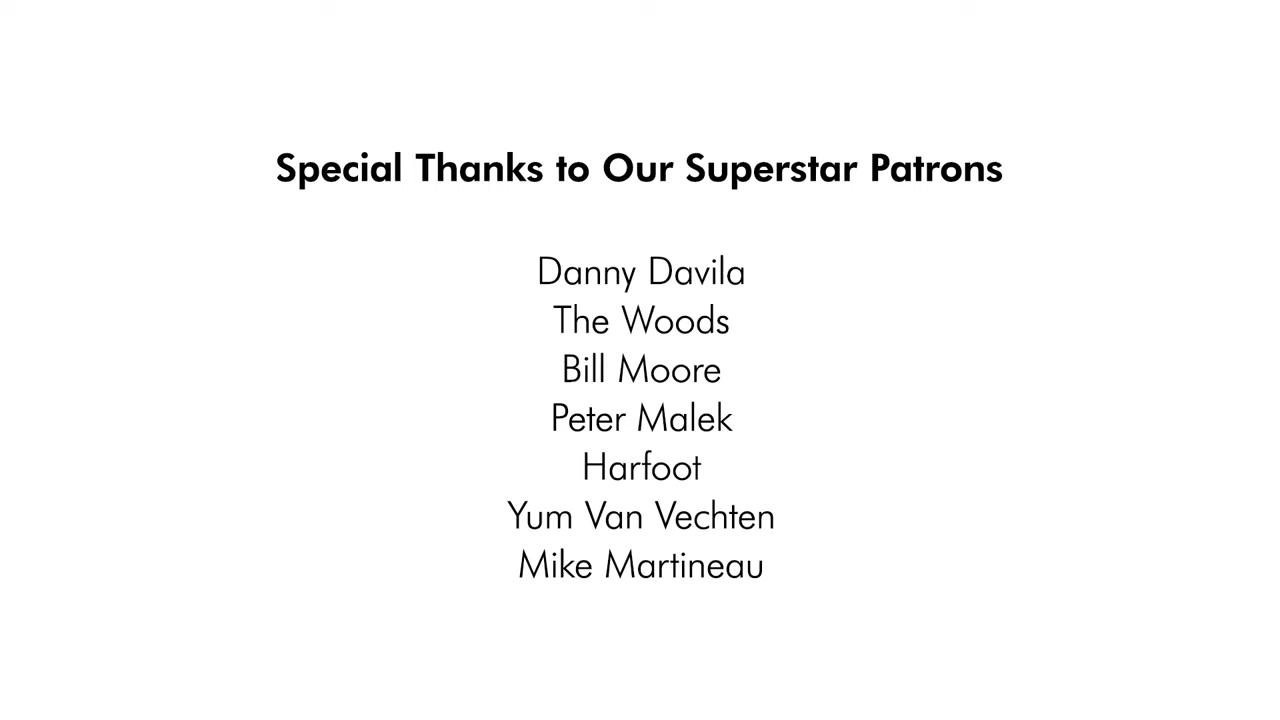 Special Thanks to Our Superstar Patrons
Danny Davila
The Woods
Bill Moore
Peter Malek
Harfoot
Yum Van Vechten
Mike Martineau